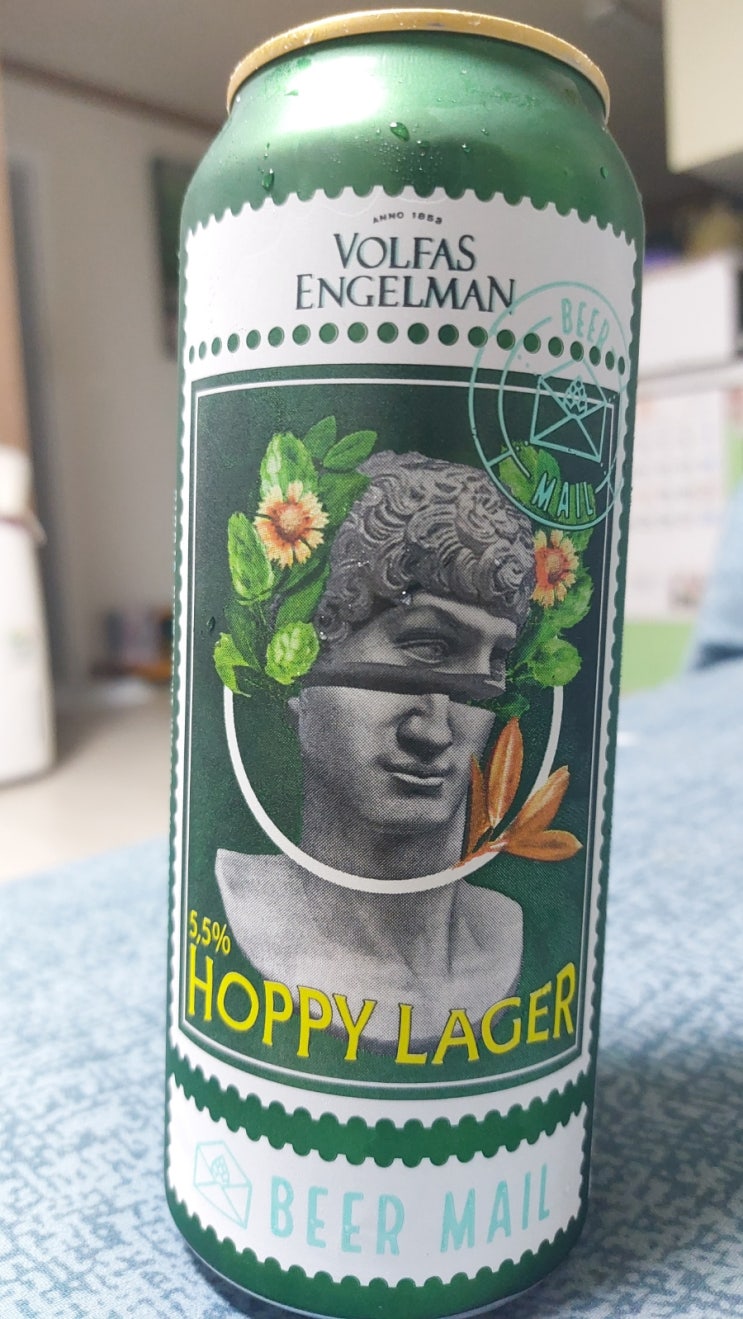 ANNO 1853
VOLFAS
ENGELMAN
BEER
MAIL
5,5%
HOPPY LAGER
BEER MAIL